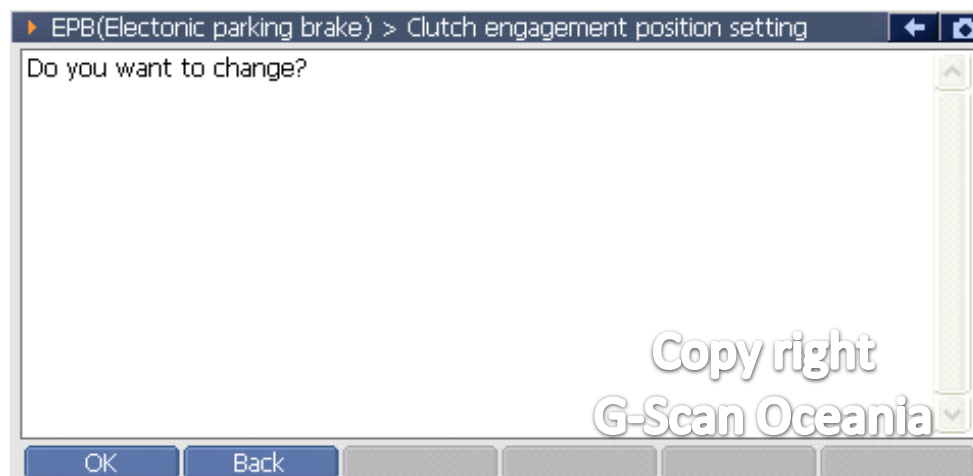 EPB(Electonic parking brake) > Clutch engagement position setting
Do you want to change?
Copy right
G-Scan Oceania
OK Back